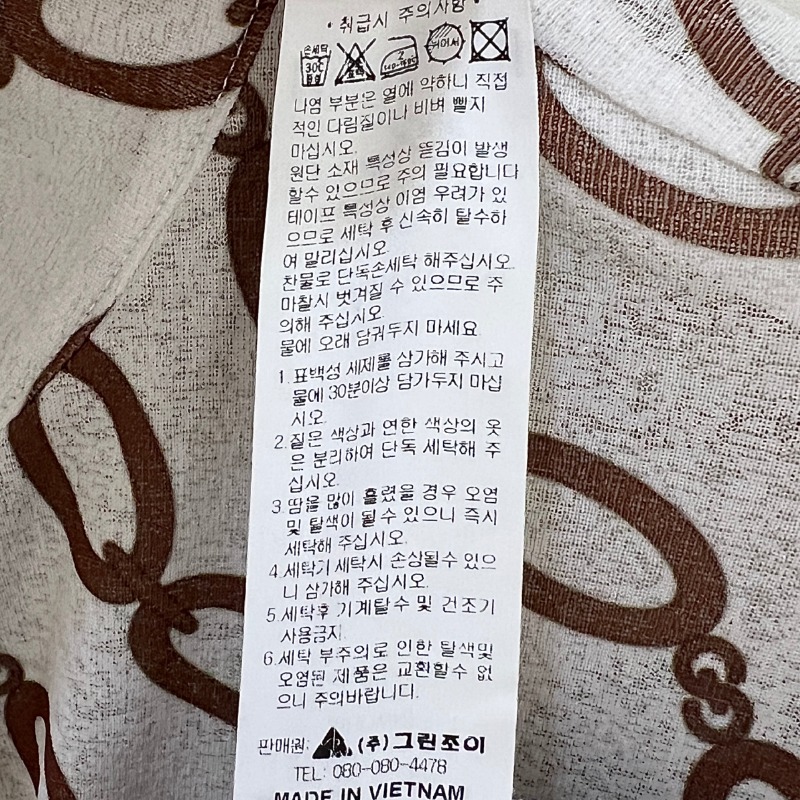 · 취급시 주의사항 ·
손세탁
30℃
표백
뉘어서
나염 부분은 열에 약하니 직접
적인 다림질이나 비벼 빨지
마십시오.
원단 소재 특성상 뜯김이 발생
할수 있으므로 주의 필요합니다
테이프 특성상 이염 우려가 있
으므로 세탁 후 신속히 탈수하
여 말리십시오
찬물로 단독손세탁 해주십시오.
마찰시 벗겨질 수 있으므로 주
의해 주십시오
물에 오래 담궈두지 마세요
1.표백성 세제를 삼가해 주시고
물에 30분이상 담가두지 마십
시오.
2.짙은 색상과 연한 색상의 옷
은 분리하여 단독 세탁해 주
십시오.
3.땀을 많이 흘렸을 경우 오염
및 탈색이 될 수 있으니 즉시
세탁해 주십시오.
4.세탁기 세탁시 손상될수 있으
니 삼가해 주십시오.
5.세탁후 기계탈수 및 건조기
사용금지.
6.세탁 부주의로 인한 탈색및
오염된 제품은 교환할수 없
으니 주의바랍니다.
판매원: (주)그린조이
TEL: 080-080-4478
MADE IN VIETNAM